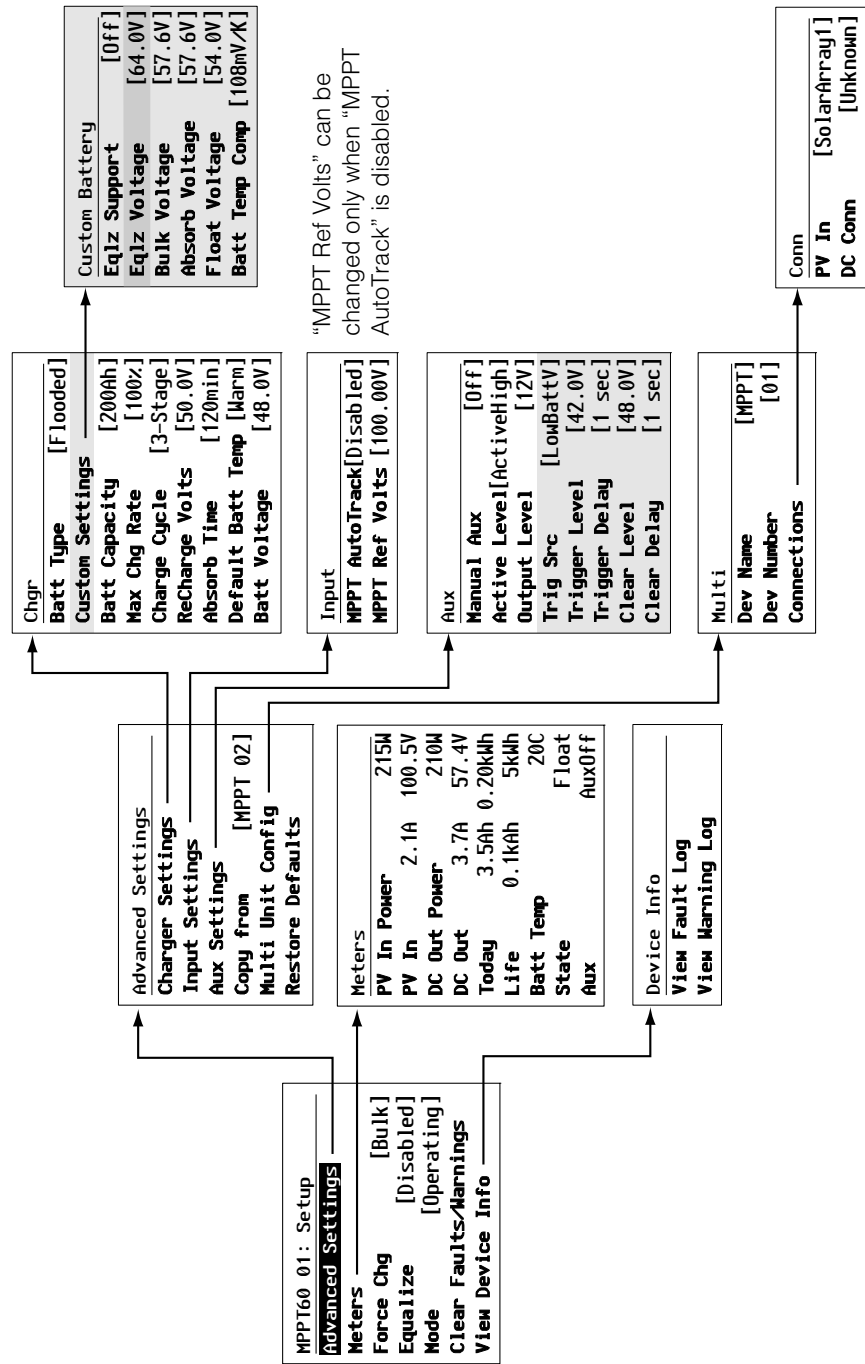 MPPT60 01: Setup
Advanced Settings
Meters
Force Chg [Bulk]
Equalize [Disabled]
Mode [Operating]
Clear Faults/Warnings
View Device Info
Advanced Settings
Charger Settings
Input Settings
Aux Settings
Copy from [MPPT 02]
Multi Unit Config
Restore Defaults
Meters
PV In Power 215W
PV In 2.1A 100.5V
DC Out Power 210W
DC Out 3.7A 57.4V
Today 3.5Ah 0.20kWh
Life 0.1kAh 5kWh
Batt Temp 20C
State Float
Aux AuxOff
Device Info
View Fault Log
View Warning Log
Chgr
Batt Type [Flooded]
Custom Settings
Batt Capacity [200Ah]
Max Chg Rate [100%]
Charge Cycle [3-Stage]
ReCharge Volts [50.0V]
Absorb Time [120min]
Default Batt Temp [Warm]
Batt Voltage [48.0V]
Input
MPPT AutoTrack[Disabled]
MPPT Ref Volts [100.00V]
Aux
Manual Aux [Off]
Active Level[ActiveHigh]
Output Level [12V]
Trig Src [LowBattV]
Trigger Level [42.0V]
Trigger Delay [1 sec]
Clear Level [48.0V]
Clear Delay [1 sec]
Multi
Dev Name [MPPT]
Dev Number [01]
Connections
Custom Battery
Eqlz Support [Off]
Eqlz Voltage [64.0V]
Bulk Voltage [57.6V]
Absorb Voltage [57.6V]
Float Voltage [54.0V]
Batt Temp Comp [108mV/K]
“MPPT Ref Volts” can be
changed only when “MPPT
AutoTrack” is disabled.
Conn
PV In [SolarArray1]
DC Conn [Unknown]